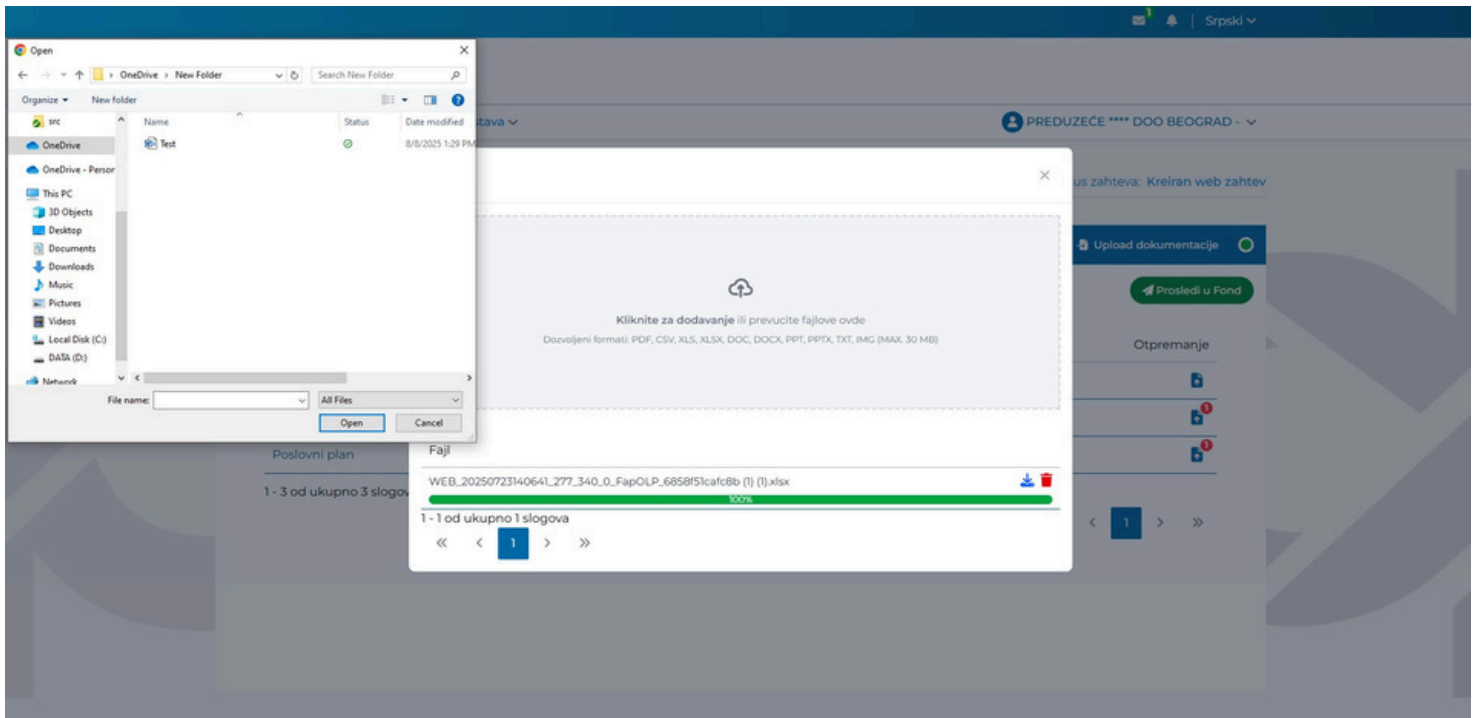 1
Srpski
Open
OneDrive > New Folder
Search New Folder
Organize
New folder
src
OneDrive
OneDrive - Person
This PC
3D Objects
Desktop
Documents
Downloads
Music
Pictures
Videos
Local Disk (C:)
DATA (D:)
Network
Name
Status
Date modified
Test
8/8/2025 1:29 PM
File name:
All Files
Open
Cancel
stava
PREDUZEĆE **** DOO BEOGRAD -
us zahteva: Kreiran web zahtev
Upload dokumentacije
Prosledi u Fond
Otpremanje
1
1
Kliknite za dodavanje ili prevucite fajlove ovde
Dozvoljeni formati: PDF, CSV, XLS, XLSX, DOC, DOCX, PPT, PPTX, TXT, IMG (MAX. 30 MB)
Fajl
WEB_20250723140641_277_340_0_FapOLP_6858f51cafc8b (1) (1).xlsx
100%
1 - 1 od ukupno 1 slogova
« < 1 > »
Poslovni plan
1 - 3 od ukupno 3 slogov
< 1 > »